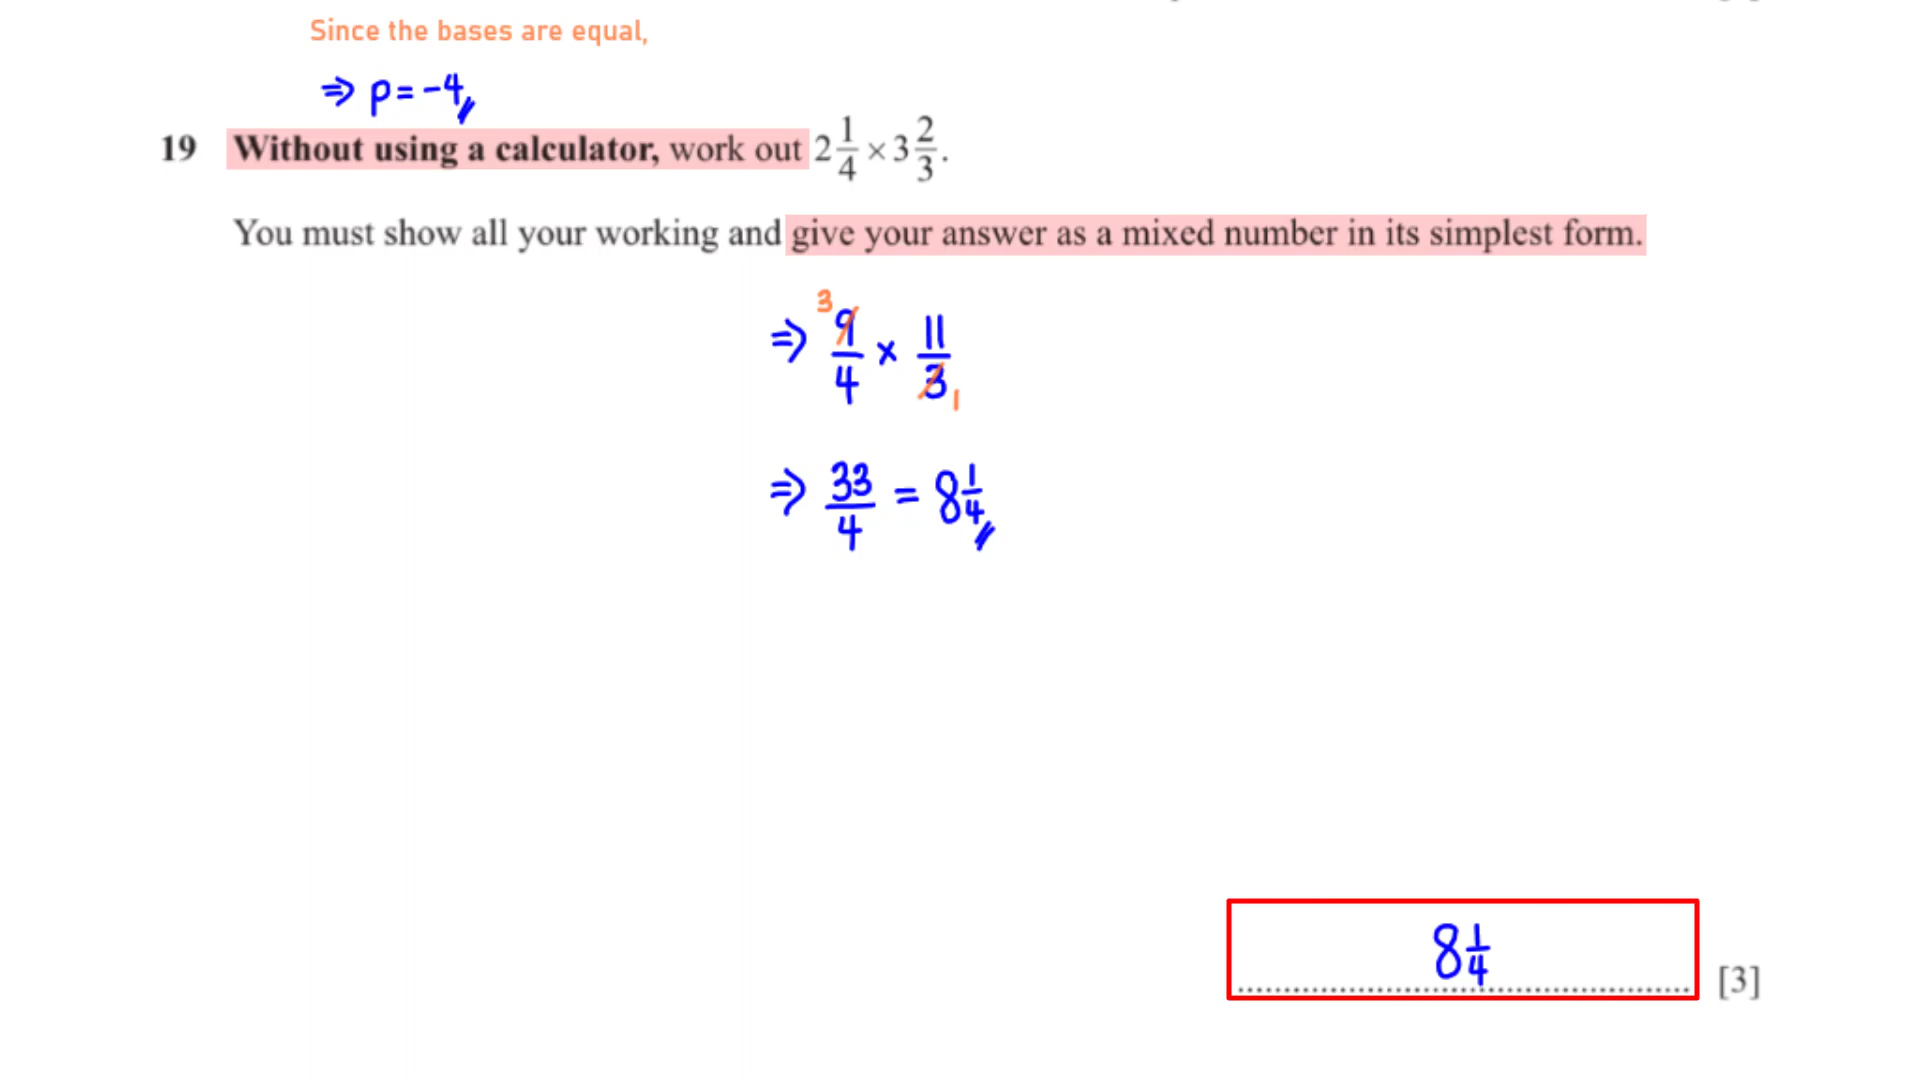 Since the bases are equal,
⇒ p = -4
19 Without using a calculator, work out 2 1/4 × 3 2/3.
You must show all your working and give your answer as a mixed number in its simplest form.
⇒ 3 9/4 × 11/3 1
⇒ 33/4 = 8 1/4
8 1/4
[3]